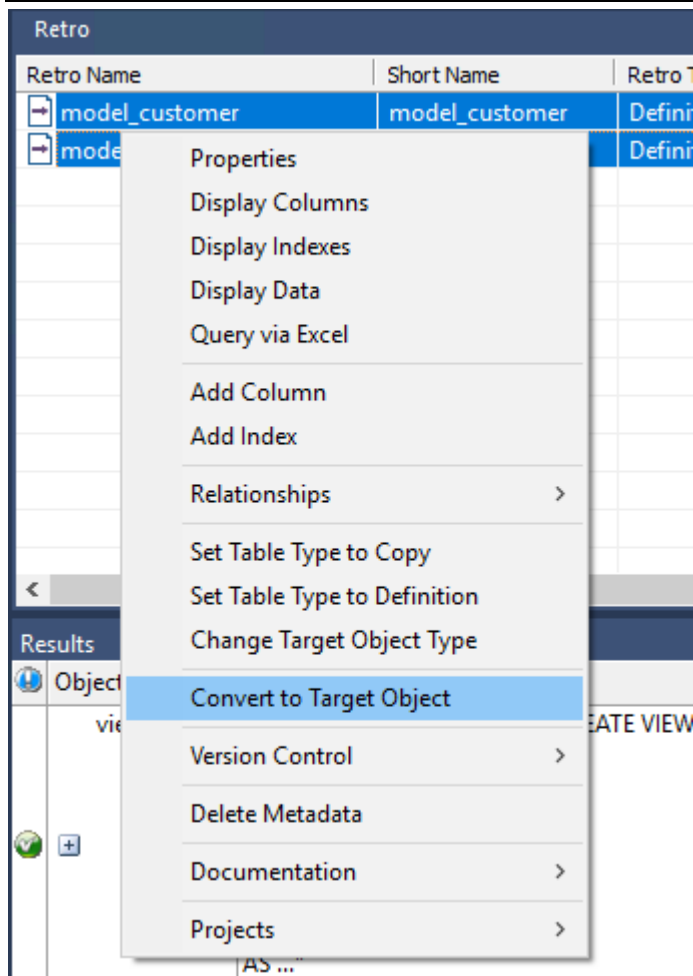 Retro
Retro Name Short Name Retro T
model_customer model_customer Defini
mode Defini
Properties
Display Columns
Display Indexes
Display Data
Query via Excel
Add Column
Add Index
Relationships
Set Table Type to Copy
Set Table Type to Definition
Change Target Object Type
Results
Object
Convert to Target Object
vie EATE VIEW
Version Control
Delete Metadata
Documentation
Projects
AS ..."